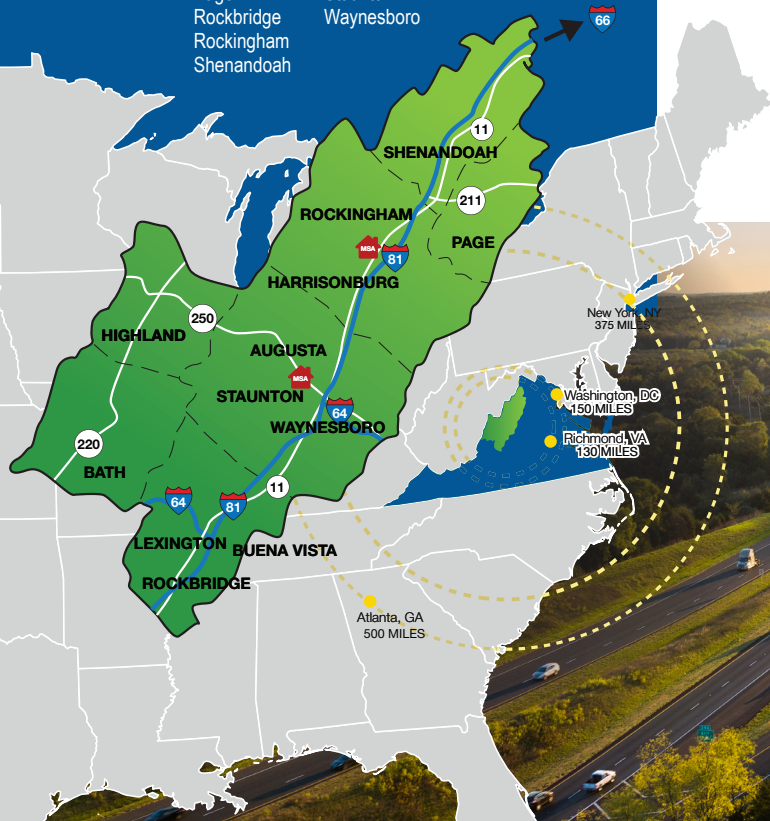 Rockbridge
Waynesboro
Rockingham
Shenandoah
66
11
SHENANDOAH
211
ROCKINGHAM
PAGE
MSA
81
HARRISONBURG
250
HIGHLAND
New York, NY
375 MILES
AUGUSTA
MSA
STAUNTON
Washington, DC
150 MILES
64
WAYNESBORO
Richmond, VA
130 MILES
220
BATH
11
64
81
LEXINGTON
BUENA VISTA
ROCKBRIDGE
Atlanta, GA
500 MILES